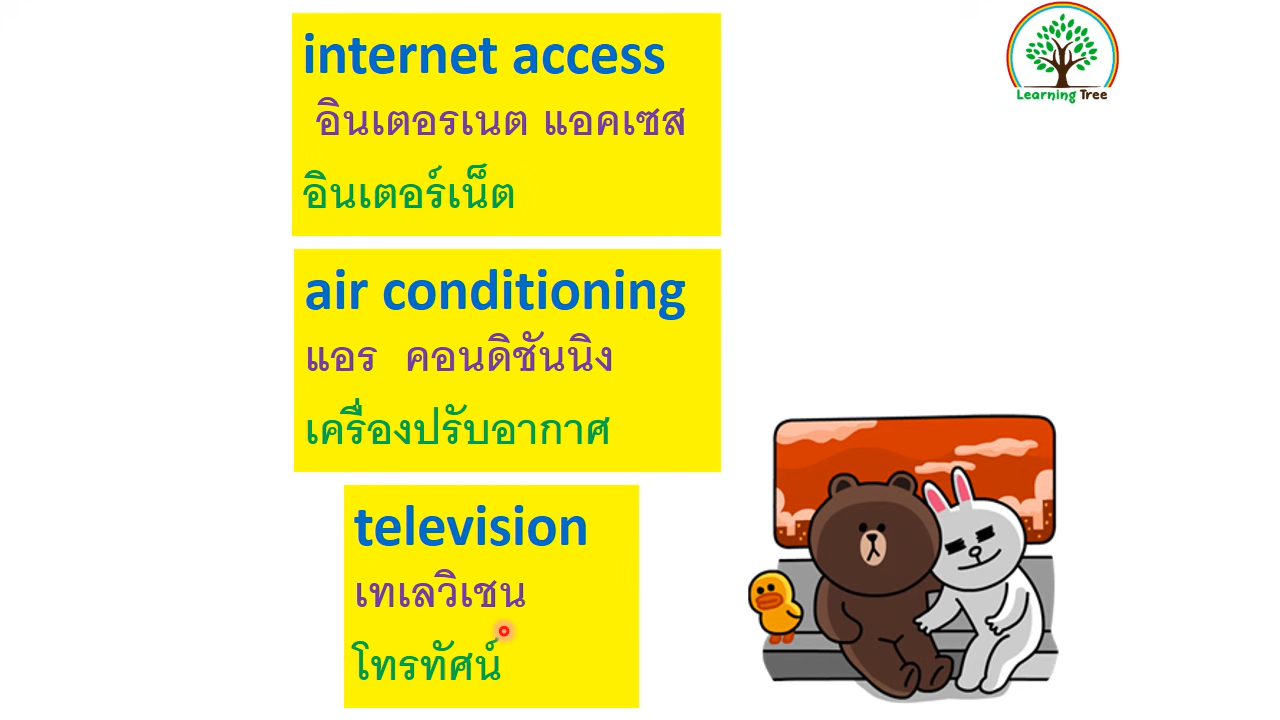 internet access
อินเตอรเนต แอคเซส
อินเตอร์เน็ต
air conditioning
แอร คอนดิชันนิง
เครื่องปรับอากาศ
television
เทเลวิเชน
โทรทัศน์
Learning Tree